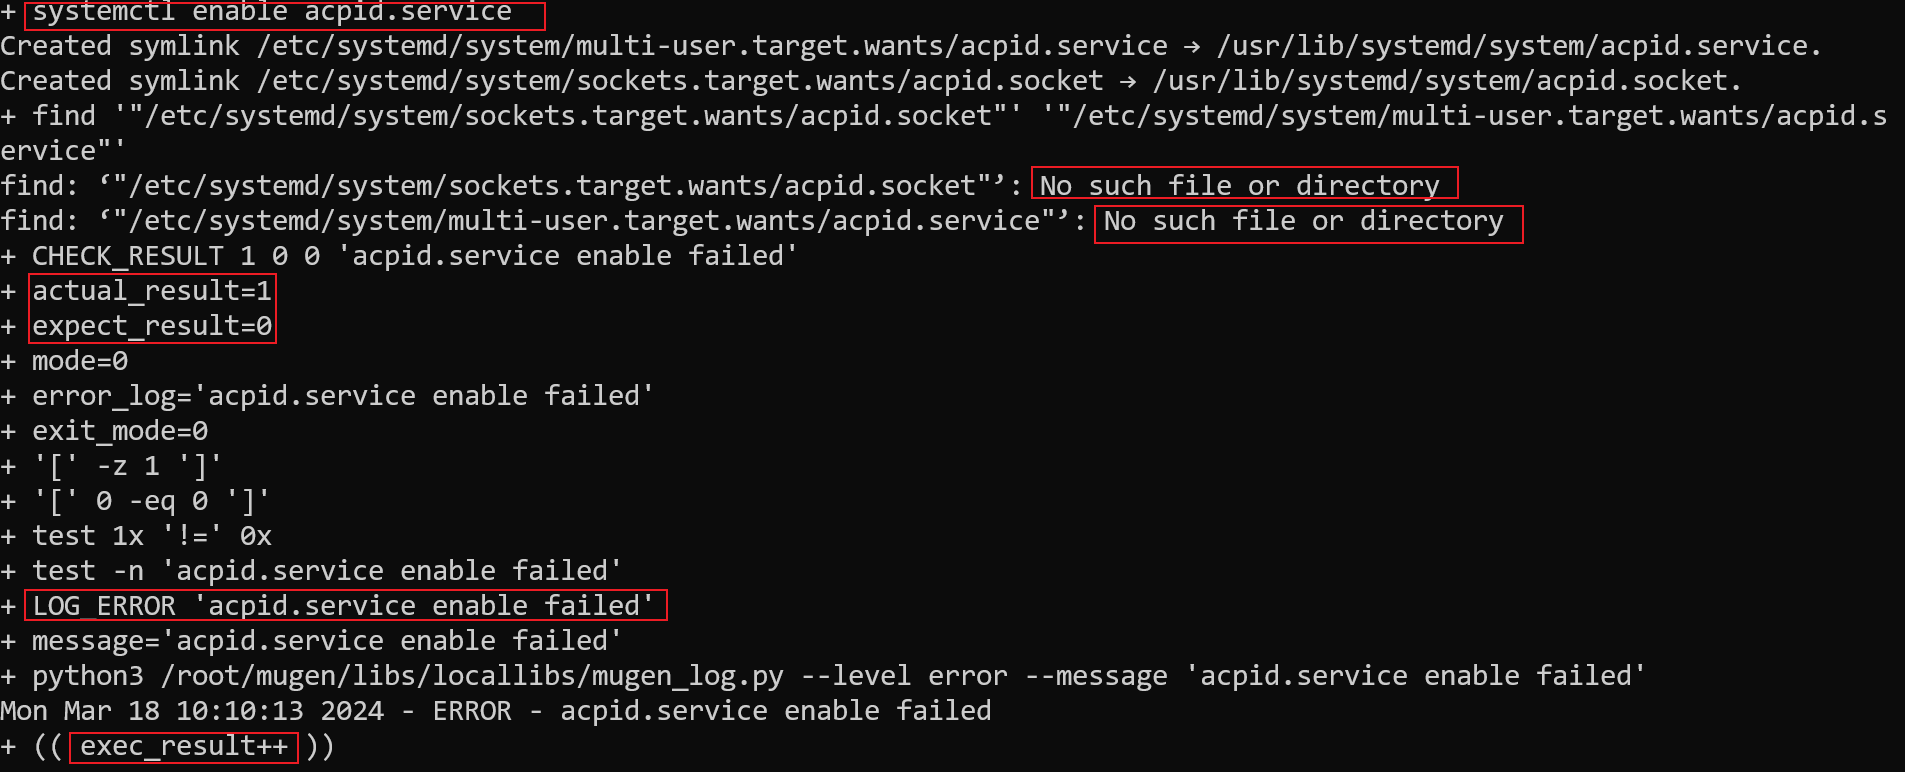 + systemctl enable acpid.service
Created symlink /etc/systemd/system/multi-user.target.wants/acpid.service → /usr/lib/systemd/system/acpid.service.
Created symlink /etc/systemd/system/sockets.target.wants/acpid.socket → /usr/lib/systemd/system/acpid.socket.
+ find '"/etc/systemd/system/sockets.target.wants/acpid.socket"' '"/etc/systemd/system/multi-user.target.wants/acpid.s
ervice"'
find: ‘"/etc/systemd/system/sockets.target.wants/acpid.socket"’: No such file or directory
find: ‘"/etc/systemd/system/multi-user.target.wants/acpid.service"’: No such file or directory
+ CHECK_RESULT 1 0 0 'acpid.service enable failed'
+ actual_result=1
+ expect_result=0
+ mode=0
+ error_log='acpid.service enable failed'
+ exit_mode=0
+ '[' -z 1 ']'
+ '[' 0 -eq 0 ']'
+ test 1x '!=' 0x
+ test -n 'acpid.service enable failed'
+ LOG_ERROR 'acpid.service enable failed'
+ message='acpid.service enable failed'
+ python3 /root/mugen/libs/locallibs/mugen_log.py --level error --message 'acpid.service enable failed'
Mon Mar 18 10:10:13 2024 - ERROR - acpid.service enable failed
+ (( exec_result++ ))